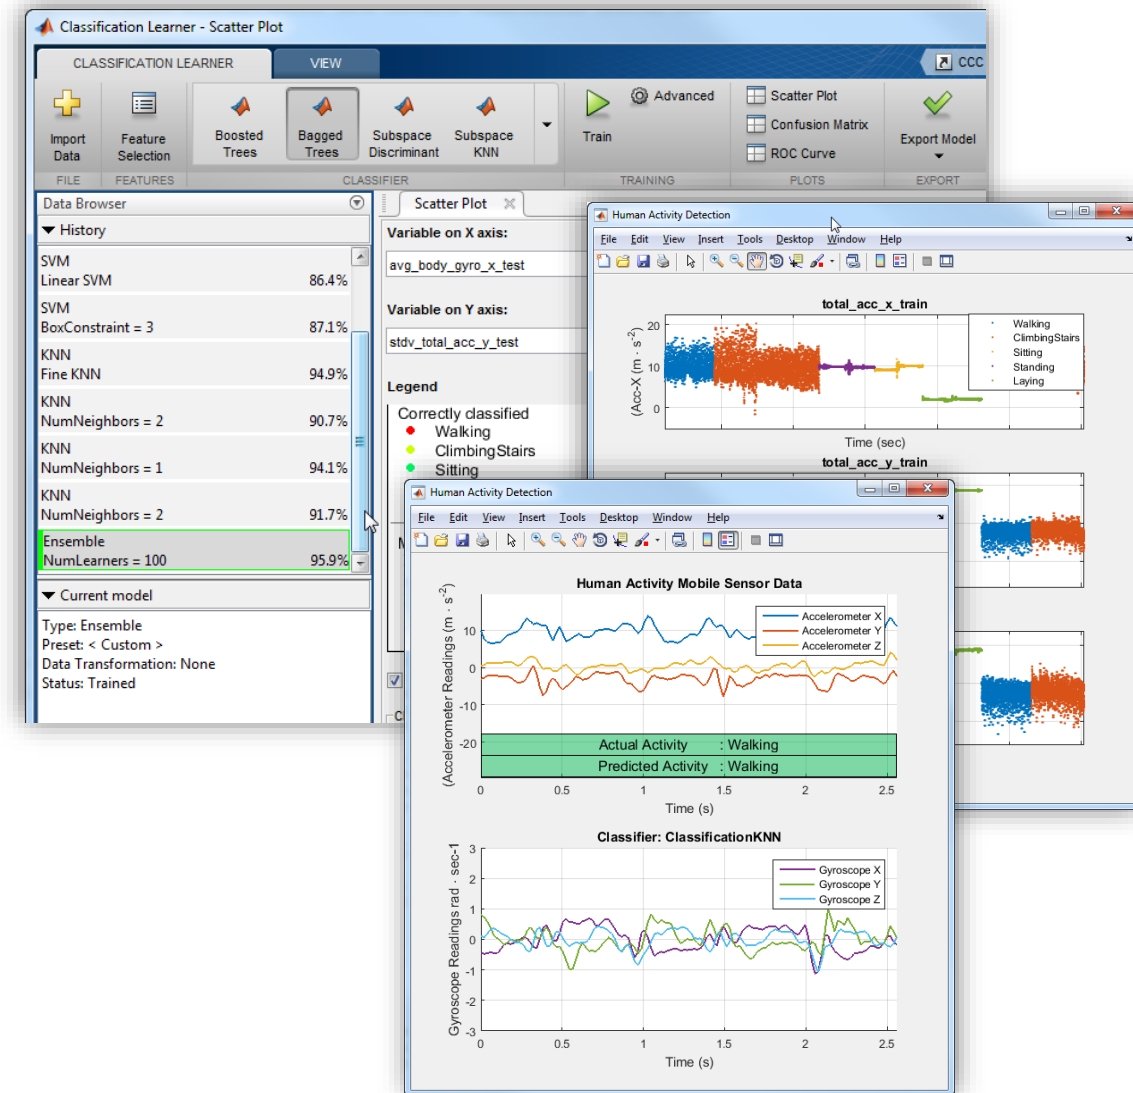 Classification Learner - Scatter Plot
CLASSIFICATION LEARNER
VIEW
CCC
Import Data
Feature Selection
Boosted Trees
Bagged Trees
Subspace Discriminant
Subspace KNN
Train
Advanced
Scatter Plot
Confusion Matrix
ROC Curve
Export Model
FILE
FEATURES
CLASSIFIER
TRAINING
PLOTS
EXPORT
Data Browser
History
SVM
Linear SVM 86.4%
SVM
BoxConstraint = 3 87.1%
KNN
Fine KNN 94.9%
KNN
NumNeighbors = 2 90.7%
KNN
NumNeighbors = 1 94.1%
KNN
NumNeighbors = 2 91.7%
Ensemble
NumLearners = 100 95.9%
Current model
Type: Ensemble
Preset: < Custom >
Data Transformation: None
Status: Trained
Scatter Plot
Variable on X axis:
avg_body_gyro_x_test
Variable on Y axis:
stdv_total_acc_y_test
Legend
Correctly classified
Walking
ClimbingStairs
Sitting
Human Activity Detection
File Edit View Insert Tools Desktop Window Help
total_acc_x_train
(Acc-X (m · s-2)
20
10
0
Walking
ClimbingStairs
Sitting
Standing
Laying
Time (sec)
total_acc_y_train
Human Activity Detection
File Edit View Insert Tools Desktop Window Help
Human Activity Mobile Sensor Data
(Accelerometer Readings (m · s-2)
10
0
-10
-20
Accelerometer X
Accelerometer Y
Accelerometer Z
Actual Activity : Walking
Predicted Activity : Walking
0 0.5 1 1.5 2 2.5
Time (s)
Classifier: ClassificationKNN
Gyroscope Readings rad · sec-1
3
2
1
0
-1
-2
-3
Gyroscope X
Gyroscope Y
Gyroscope Z
0 0.5 1 1.5 2 2.5
Time (s)